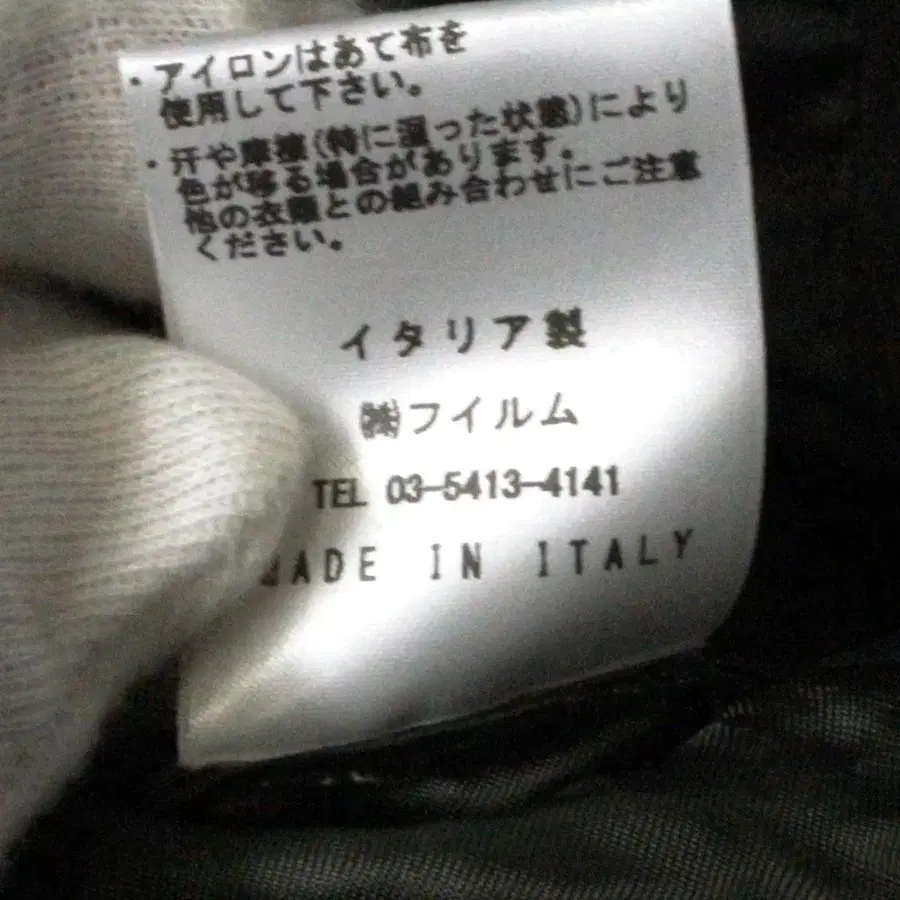 ・アイロンはあて布を
使用して下さい。
・汗や摩擦(特に湿った状態)により
色が移る場合があります。
他の衣類との組み合わせにご注意
ください。
イタリア製
㈱フイルム
TEL 03-5413-4141
MADE IN ITALY